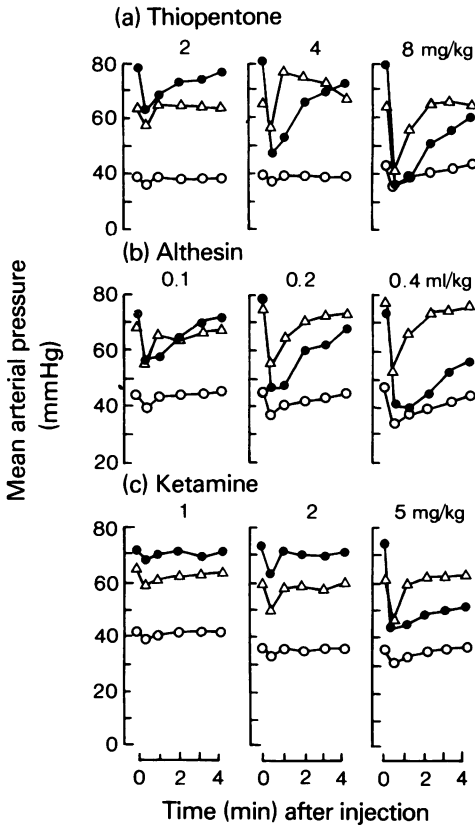 (a) Thiopentone
2 4 8 mg/kg
80
60
40
0
(b) Althesin
0.1 0.2 0.4 ml/kg
80
60
40
20
(c) Ketamine
1 2 5 mg/kg
80
60
40
60
0
Mean arterial pressure
(mmHg)
0 2 4 0 2 4 0 2 4
Time (min) after injection